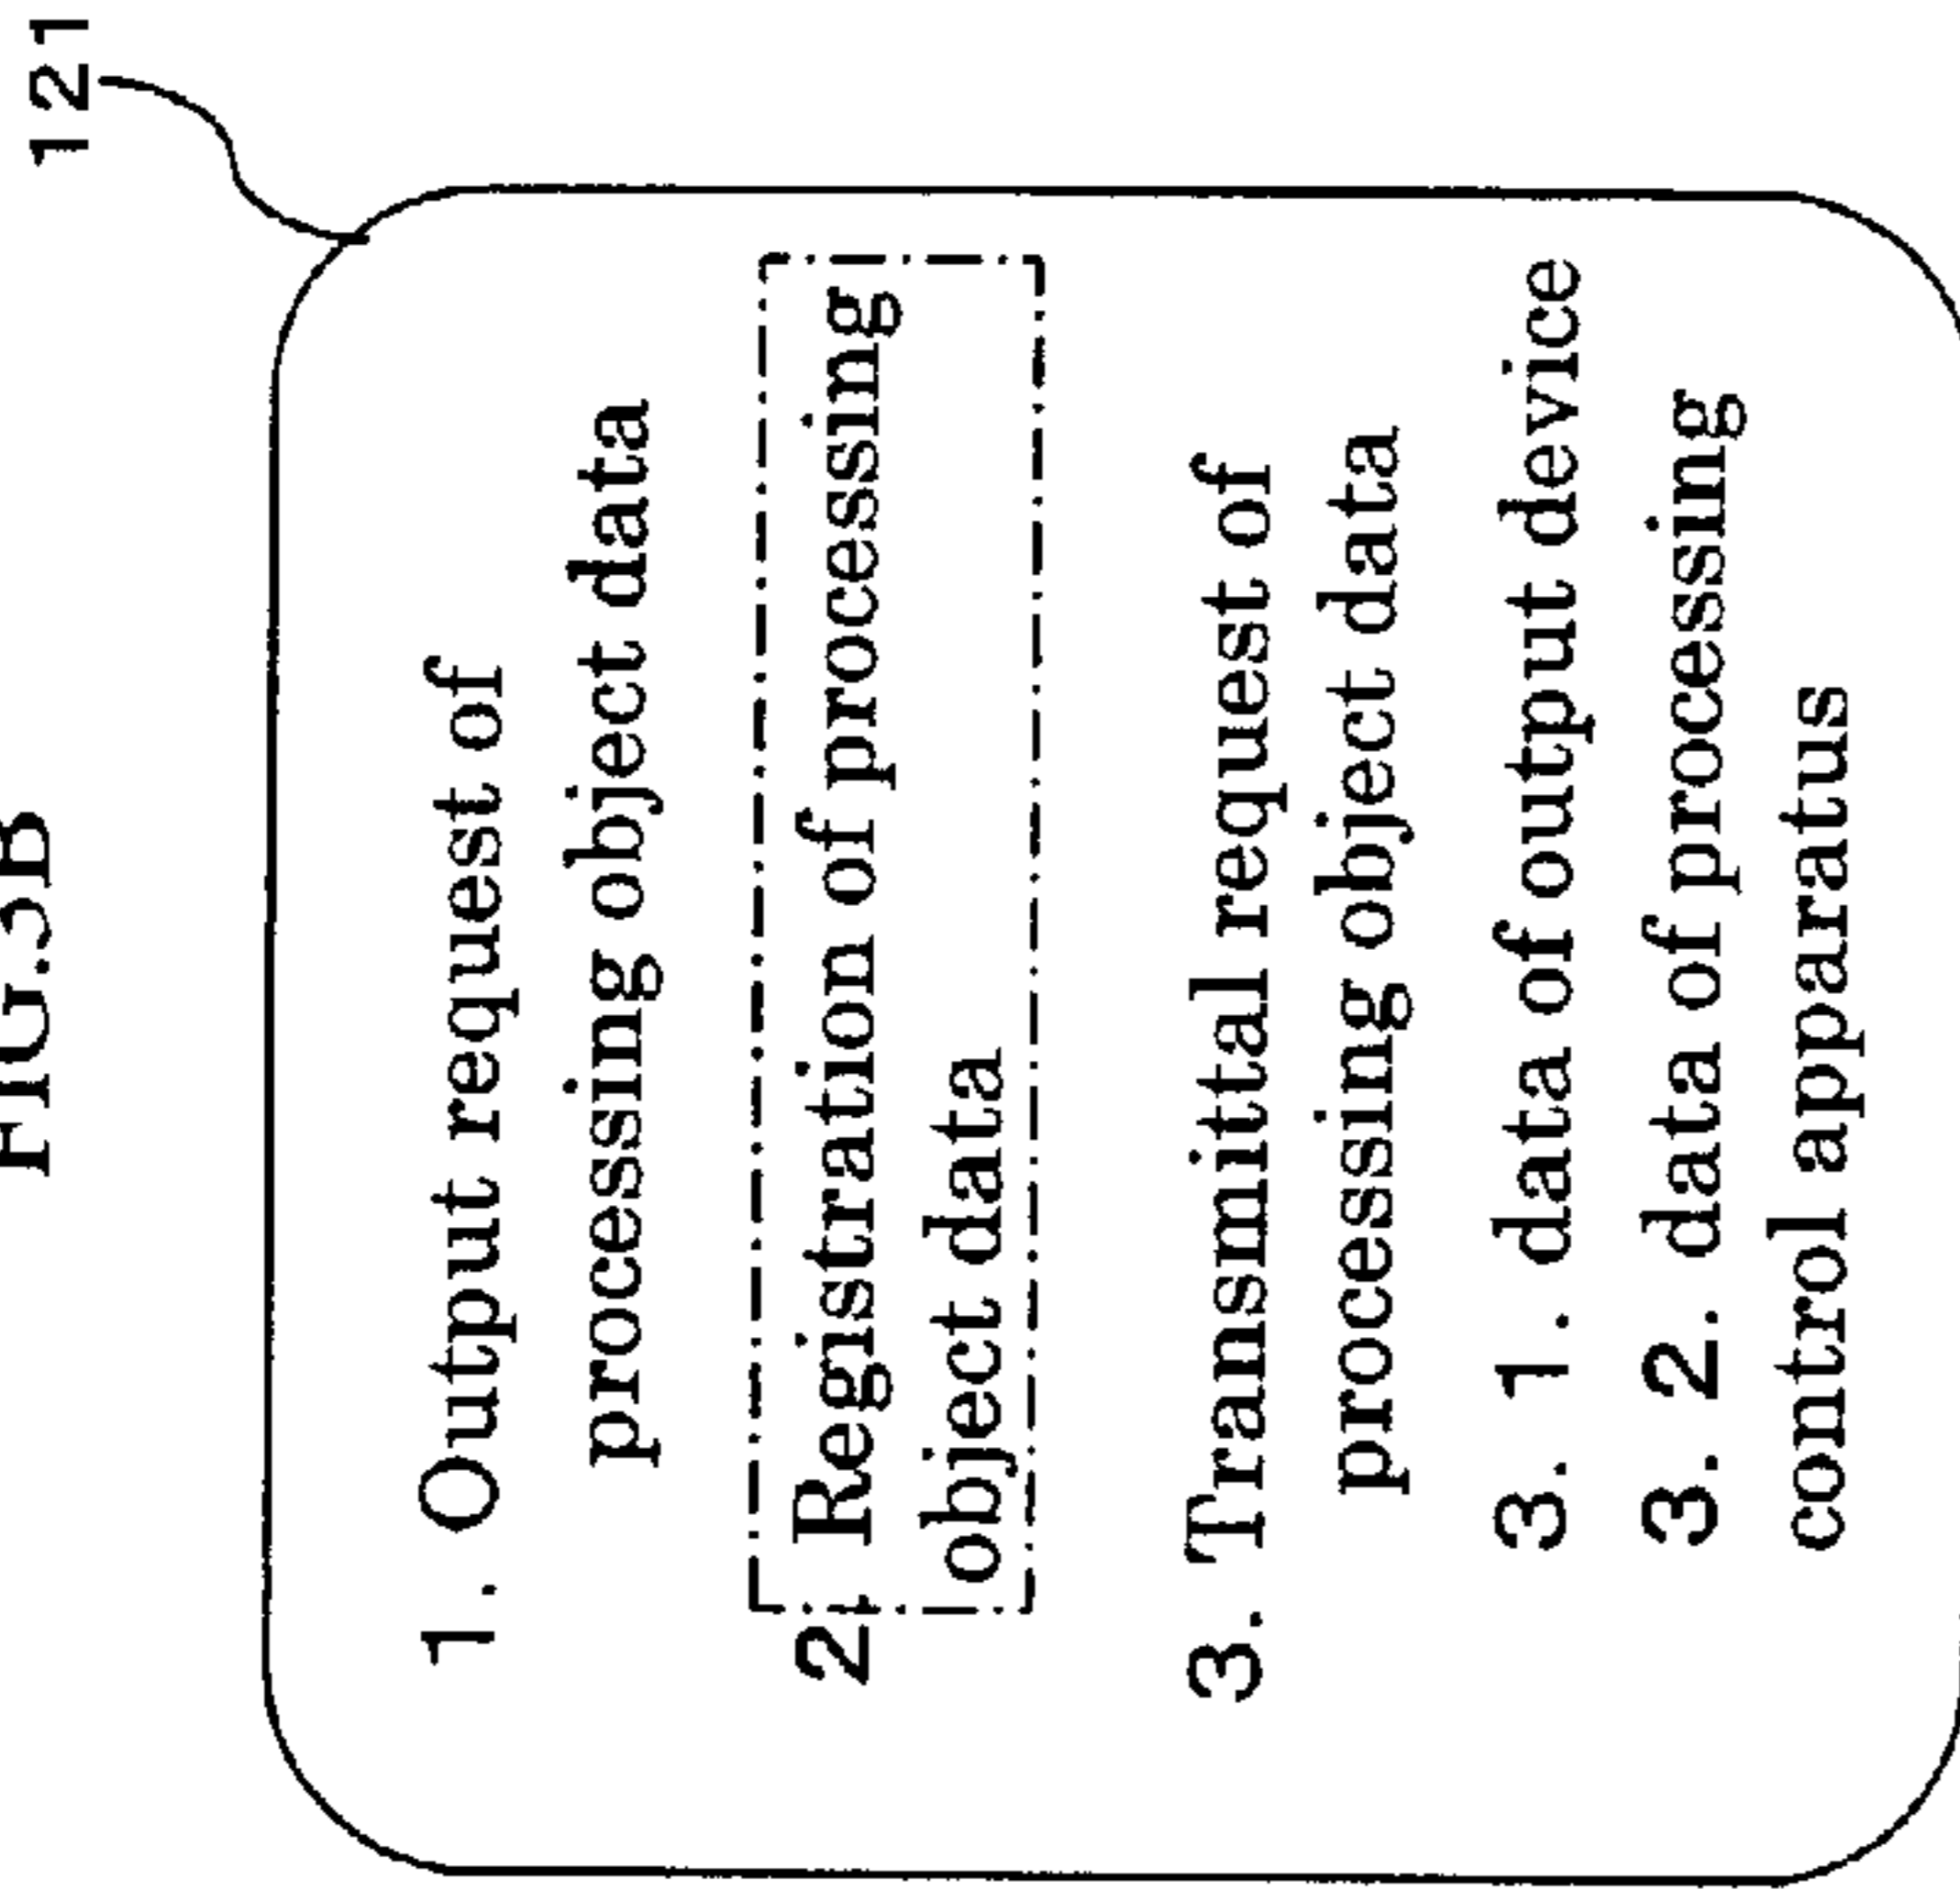 FIG.3B
121
1. Output request of
processing object data
2. Registration of processing
object data
3. Transmittal request of
processing object data
3. 1. data of output device
3. 2. data of processing
control apparatus